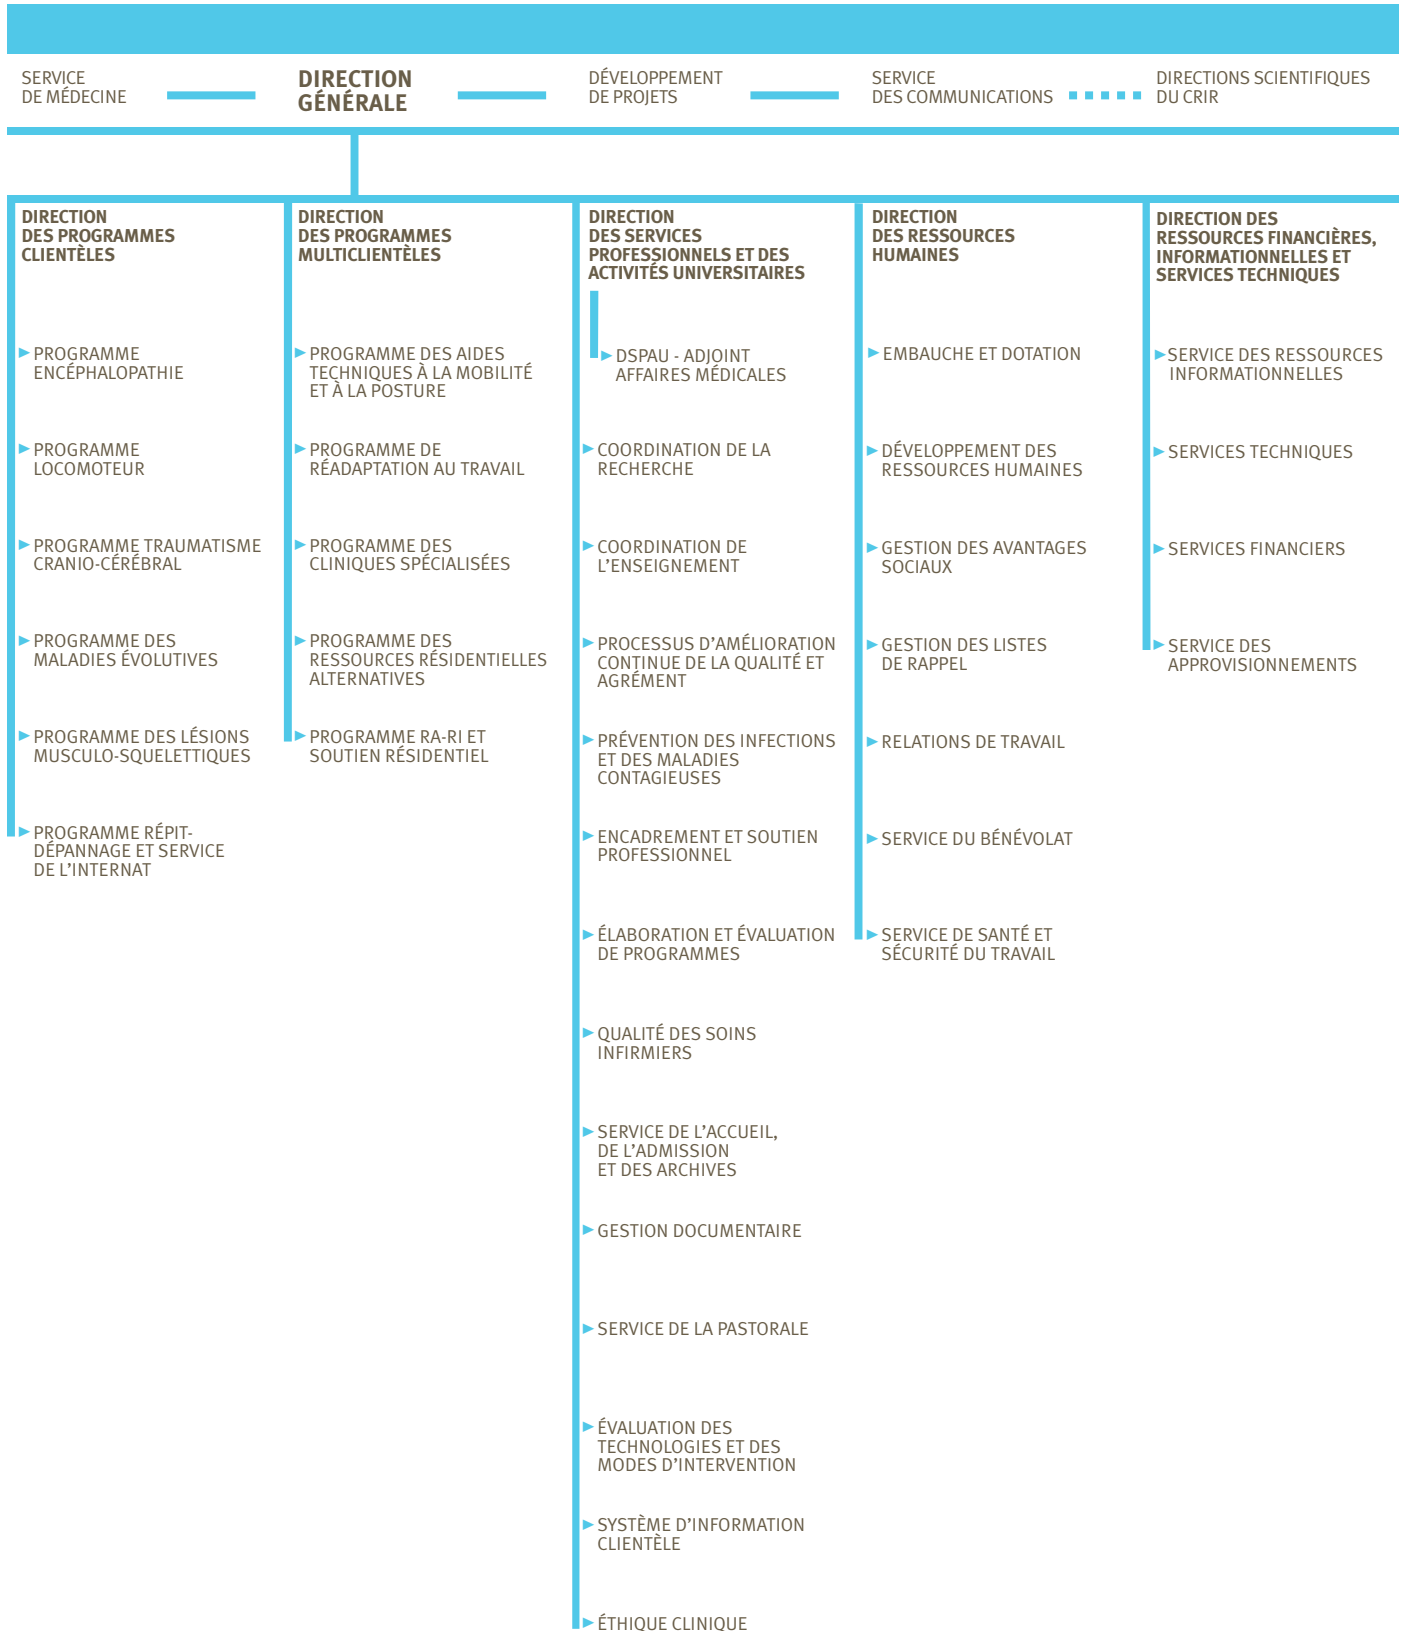 SERVICE
DE MÉDECINE
DIRECTION
GÉNÉRALE
DÉVELOPPEMENT
DE PROJETS
SERVICE
DES COMMUNICATIONS
DIRECTIONS SCIENTIFIQUES
DU CRIR
DIRECTION
DES PROGRAMMES
CLIENTÈLES
PROGRAMME
ENCÉPHALOPATHIE
PROGRAMME
LOCOMOTEUR
PROGRAMME TRAUMATISME
CRANIO-CÉRÉBRAL
PROGRAMME DES
MALADIES ÉVOLUTIVES
PROGRAMME DES LÉSIONS
MUSCULO-SQUELETTIQUES
PROGRAMME RÉPIT-
DÉPANNAGE ET SERVICE
DE L’INTERNAT
DIRECTION
DES PROGRAMMES
MULTICLIENTÈLES
PROGRAMME DES AIDES
TECHNIQUES À LA MOBILITÉ
ET À LA POSTURE
PROGRAMME DE
RÉADAPTATION AU TRAVAIL
PROGRAMME DES
CLINIQUES SPÉCIALISÉES
PROGRAMME DES
RESSOURCES RÉSIDENTIELLES
ALTERNATIVES
PROGRAMME RA-RI ET
SOUTIEN RÉSIDENTIEL
DIRECTION
DES SERVICES
PROFESSIONNELS ET DES
ACTIVITÉS UNIVERSITAIRES
DSPAU - ADJOINT
AFFAIRES MÉDICALES
COORDINATION DE LA
RECHERCHE
COORDINATION DE
L’ENSEIGNEMENT
PROCESSUS D’AMÉLIORATION
CONTINUE DE LA QUALITÉ ET
AGRÉMENT
PRÉVENTION DES INFECTIONS
ET DES MALADIES
CONTAGIEUSES
ENCADREMENT ET SOUTIEN
PROFESSIONNEL
ÉLABORATION ET ÉVALUATION
DE PROGRAMMES
QUALITÉ DES SOINS
INFIRMIERS
SERVICE DE L’ACCUEIL,
DE L’ADMISSION
ET DES ARCHIVES
GESTION DOCUMENTAIRE
SERVICE DE LA PASTORALE
ÉVALUATION DES
TECHNOLOGIES ET DES
MODES D’INTERVENTION
SYSTÈME D’INFORMATION
CLIENTÈLE
ÉTHIQUE CLINIQUE
DIRECTION
DES RESSOURCES
HUMAINES
EMBAUCHE ET DOTATION
DÉVELOPPEMENT DES
RESSOURCES HUMAINES
GESTION DES AVANTAGES
SOCIAUX
GESTION DES LISTES
DE RAPPEL
RELATIONS DE TRAVAIL
SERVICE DU BÉNÉVOLAT
SERVICE DE SANTÉ ET
SÉCURITÉ DU TRAVAIL
DIRECTION DES
RESSOURCES FINANCIÈRES,
INFORMATIONNELLES ET
SERVICES TECHNIQUES
SERVICE DES RESSOURCES
INFORMATIONNELLES
SERVICES TECHNIQUES
SERVICES FINANCIERS
SERVICE DES
APPROVISIONNEMENTS